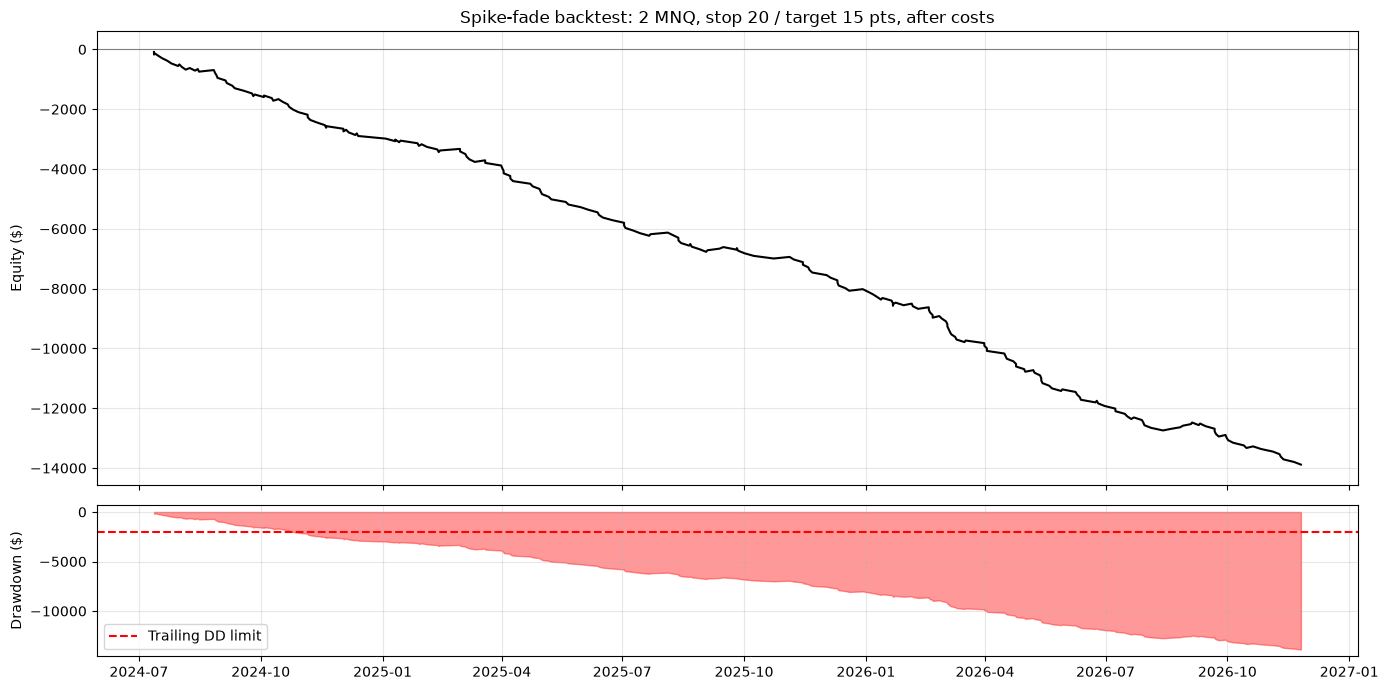 Spike-fade backtest: 2 MNQ, stop 20 / target 15 pts, after costs
Equity ($)
0
−2000
−4000
−6000
−8000
−10000
−12000
−14000
Drawdown ($)
0
−5000
−10000
Trailing DD limit
2024-07 2024-10 2025-01 2025-04 2025-07 2025-10 2026-01 2026-04 2026-07 2026-10 2027-01